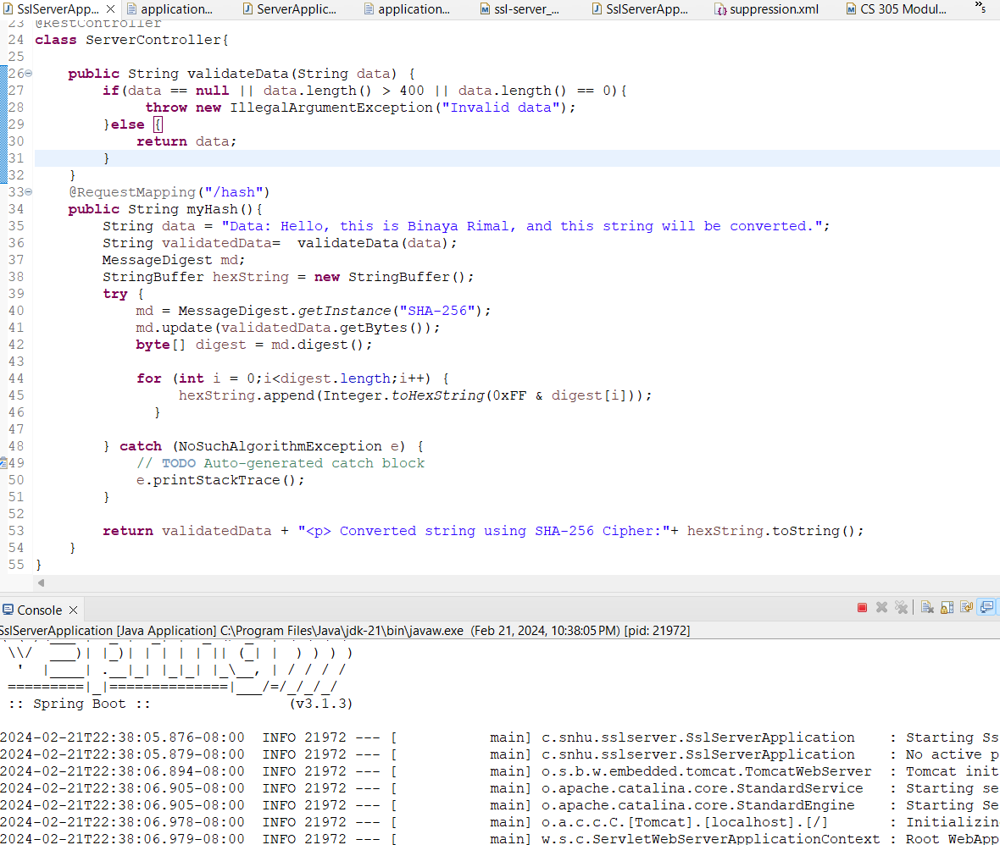 SslServerApp... application... ServerApplic... application... ssl-server_... SslServerApp... suppression.xml CS 305 Modul... »5
23 @RestController
24 class ServerController{
25
26 public String validateData(String data) {
27 if(data == null || data.length() > 400 || data.length() == 0){
28 throw new IllegalArgumentException("Invalid data");
29 }else {
30 return data;
31 }
32 }
33 @RequestMapping("/hash")
34 public String myHash(){
35 String data = "Data: Hello, this is Binaya Rimal, and this string will be converted.";
36 String validatedData=  validateData(data);
37 MessageDigest md;
38 StringBuffer hexString = new StringBuffer();
39 try {
40 md = MessageDigest.getInstance("SHA-256");
41 md.update(validatedData.getBytes());
42 byte[] digest = md.digest();
43
44 for (int i = 0;i<digest.length;i++) {
45 hexString.append(Integer.toHexString(0xFF & digest[i]));
46 }
47
48 } catch (NoSuchAlgorithmException e) {
49 // TODO Auto-generated catch block
50 e.printStackTrace();
51 }
52
53 return validatedData + "<p> Converted string using SHA-256 Cipher:"+ hexString.toString();
54 }
55 }
Console
SslServerApplication [Java Application] C:\Program Files\Java\jdk-21\bin\javaw.exe (Feb 21, 2024, 10:38:05 PM) [pid: 21972]
\\/  ___)| |_)| | | | | || (_| |  ) ) ) )
'  |____| .__|_| |_|_| |_\__, | / / / /
=========|_|==============|___/=/_/_/_/
:: Spring Boot ::                (v3.1.3)
2024-02-21T22:38:05.876-08:00  INFO 21972 --- [           main] c.snhu.sslserver.SslServerApplication    : Starting Ss
2024-02-21T22:38:05.879-08:00  INFO 21972 --- [           main] c.snhu.sslserver.SslServerApplication    : No active p
2024-02-21T22:38:06.894-08:00  INFO 21972 --- [           main] o.s.b.w.embedded.tomcat.TomcatWebServer  : Tomcat init
2024-02-21T22:38:06.905-08:00  INFO 21972 --- [           main] o.apache.catalina.core.StandardService   : Starting se
2024-02-21T22:38:06.905-08:00  INFO 21972 --- [           main] o.apache.catalina.core.StandardEngine    : Starting Se
2024-02-21T22:38:06.978-08:00  INFO 21972 --- [           main] o.a.c.c.C.[Tomcat].[localhost].[/]       : Initializin
2024-02-21T22:38:06.979-08:00  INFO 21972 --- [           main] w.s.c.ServletWebServerApplicationContext : Root WebApp